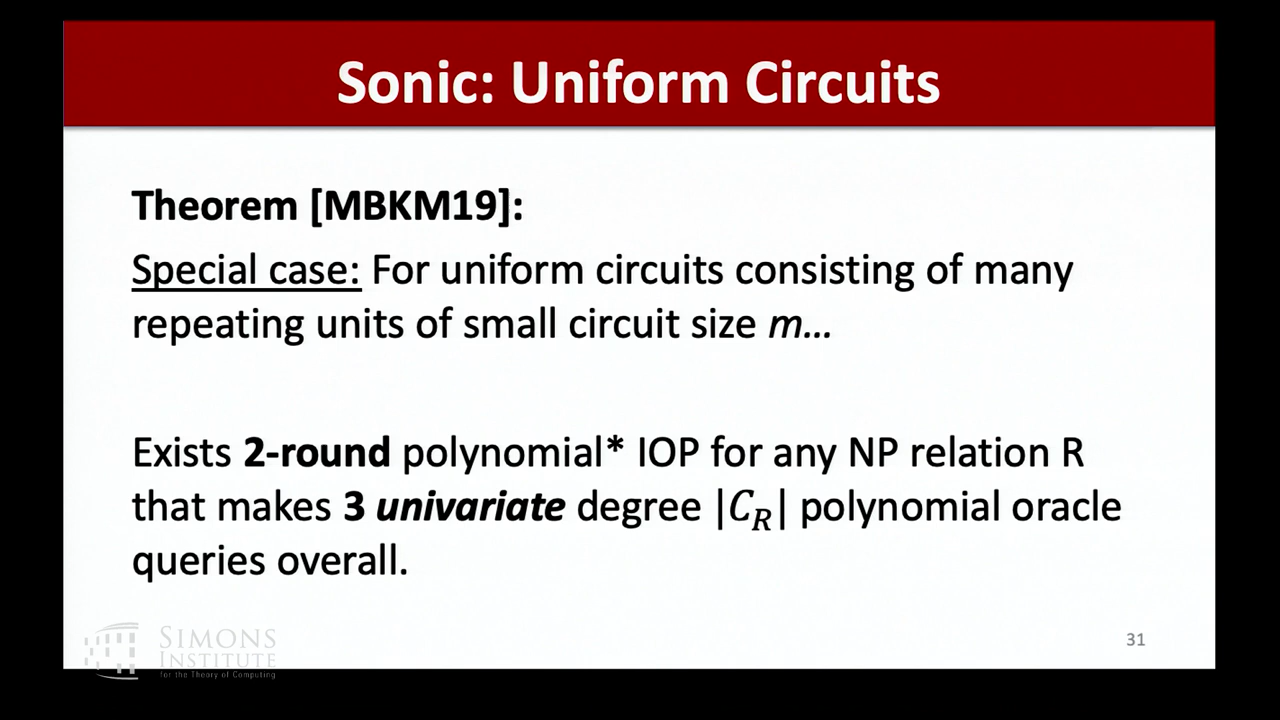 Sonic: Uniform Circuits
Theorem [MBKM19]:
Special case: For uniform circuits consisting of many
repeating units of small circuit size m…
Exists 2-round polynomial* IOP for any NP relation R
that makes 3 univariate degree |C_R| polynomial oracle
queries overall.
SIMONS
INSTITUTE
for the Theory of Computing
31